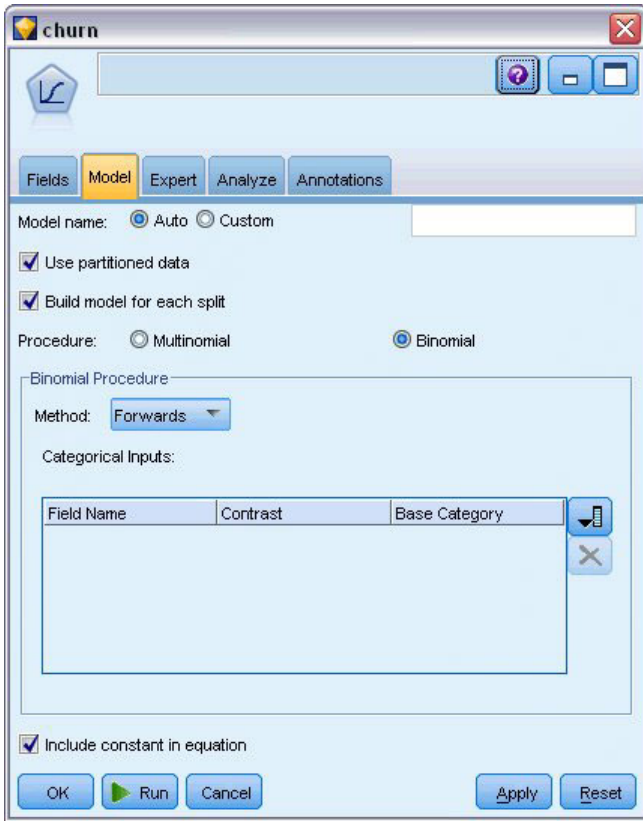 churn
Fields Model Expert Analyze Annotations
Model name: Auto Custom
Use partitioned data
Build model for each split
Procedure: Multinomial Binomial
Binomial Procedure
Method: Forwards
Categorical Inputs:
Field Name Contrast Base Category
Include constant in equation
OK Run Cancel Apply Reset